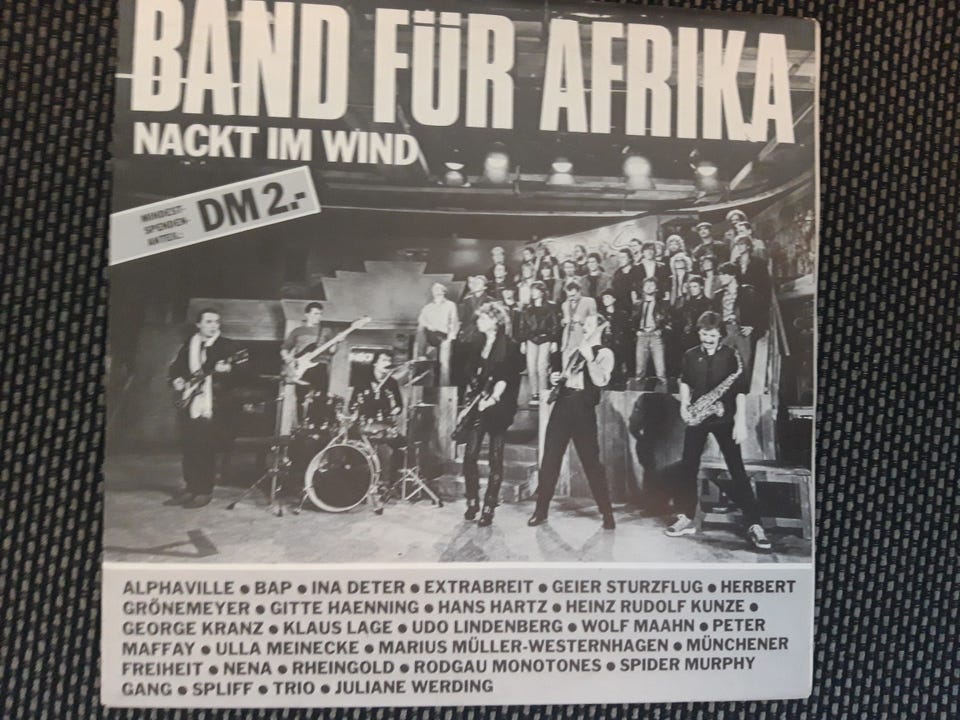 BAND FÜR AFRIKA
NACKT IM WIND
MINDEST-
SPENDEN-
ANTEIL:
DM 2.-
ALPHAVILLE ● BAP ● INA DETER ● EXTRABREIT ● GEIER STURZFLUG ● HERBERT
GRÖNEMEYER ● GITTE HAENNING ● HANS HARTZ ● HEINZ RUDOLF KUNZE ●
GEORGE KRANZ ● KLAUS LAGE ● UDO LINDENBERG ● WOLF MAAHN ● PETER
MAFFAY ● ULLA MEINECKE ● MARIUS MÜLLER-WESTERNHAGEN ● MÜNCHENER
FREIHEIT ● NENA ● RHEINGOLD ● RODGAU MONOTONES ● SPIDER MURPHY
GANG ● SPLIFF ● TRIO ● JULIANE WERDING